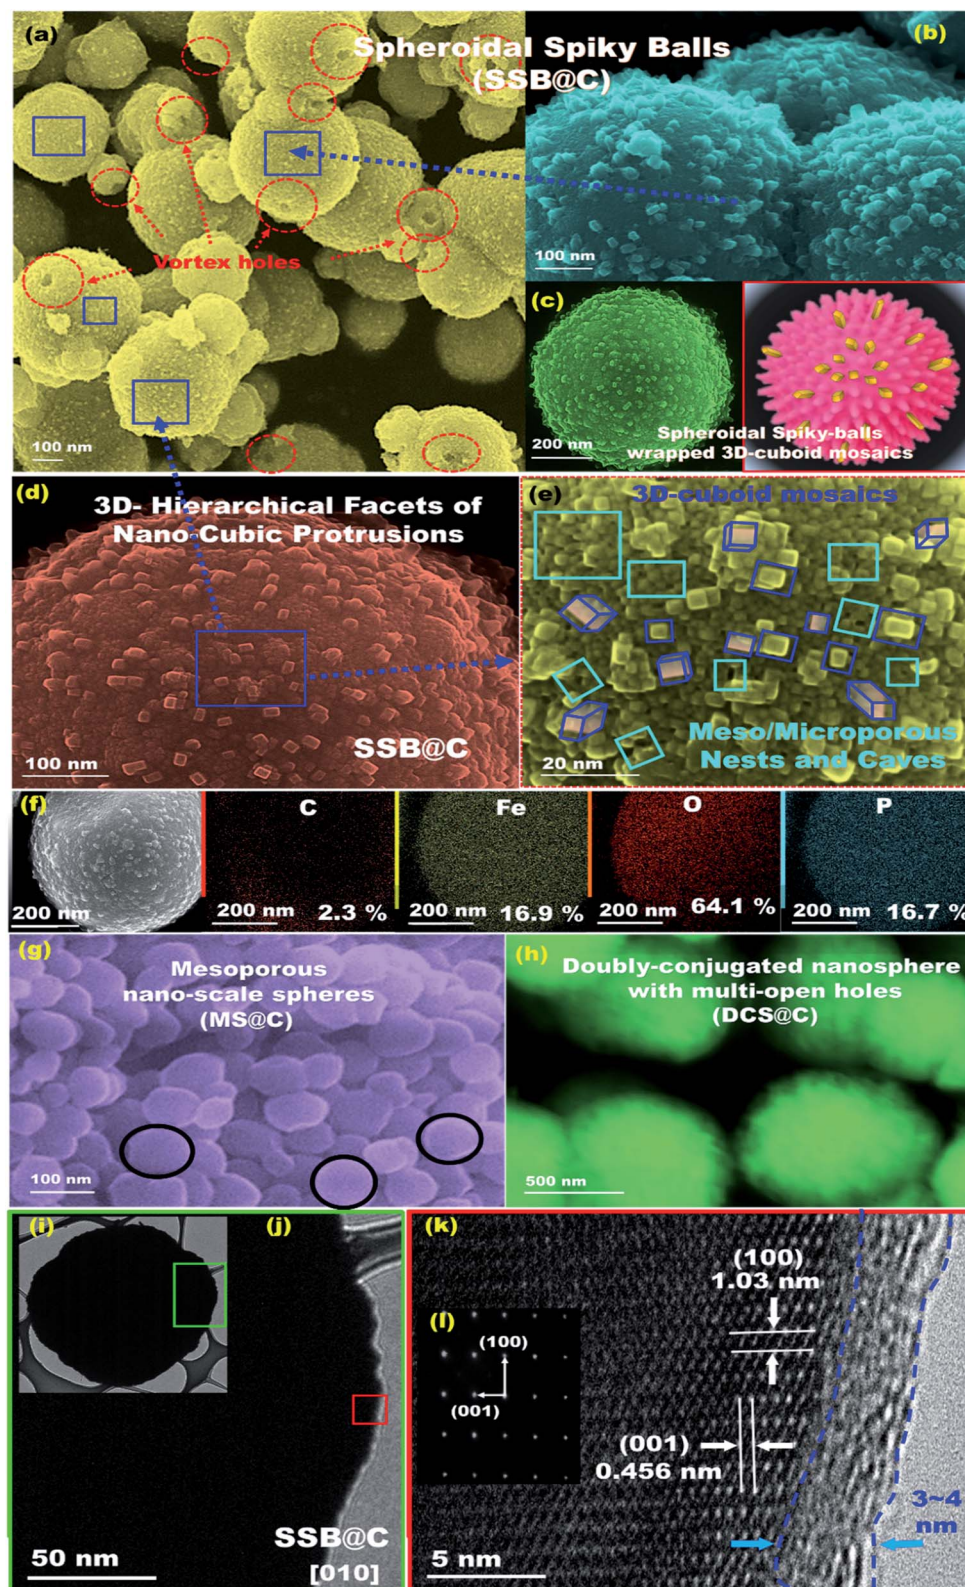 (a)
Spheroidal Spiky Balls
(SSB@C)
(b)
Vortex holes
100 nm
100 nm
(c)
200 nm
Spheroidal Spiky-balls
wrapped 3D-cuboid mosaics
(d)
3D- Hierarchical Facets of
Nano-Cubic Protrusions
SSB@C
100 nm
(e)
3D-cuboid mosaics
Meso/Microporous
Nests and Caves
20 nm
(f)
200 nm
C
200 nm
2.3 %
Fe
200 nm
16.9 %
O
200 nm
64.1 %
P
200 nm
16.7 %
(g)
Mesoporous
nano-scale spheres
(MS@C)
100 nm
(h)
Doubly-conjugated nanosphere
with multi-open holes
(DCS@C)
500 nm
(i)
(j)
SSB@C
[010]
50 nm
(k)
(100)
1.03 nm
(l)
(100)
(001)
(001)
0.456 nm
3~4
nm
5 nm